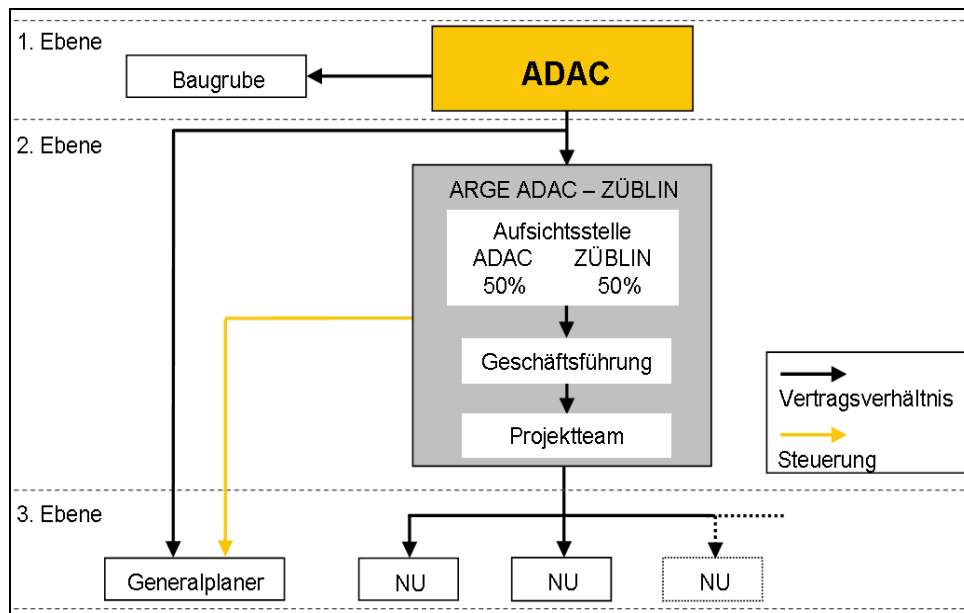 1. Ebene
ADAC
Baugrube
2. Ebene
ARGE ADAC – ZÜBLIN
Aufsichtsstelle
ADAC ZÜBLIN
50% 50%
Geschäftsführung
Projektteam
Vertragsverhältnis
Steuerung
3. Ebene
Generalplaner
NU
NU
NU